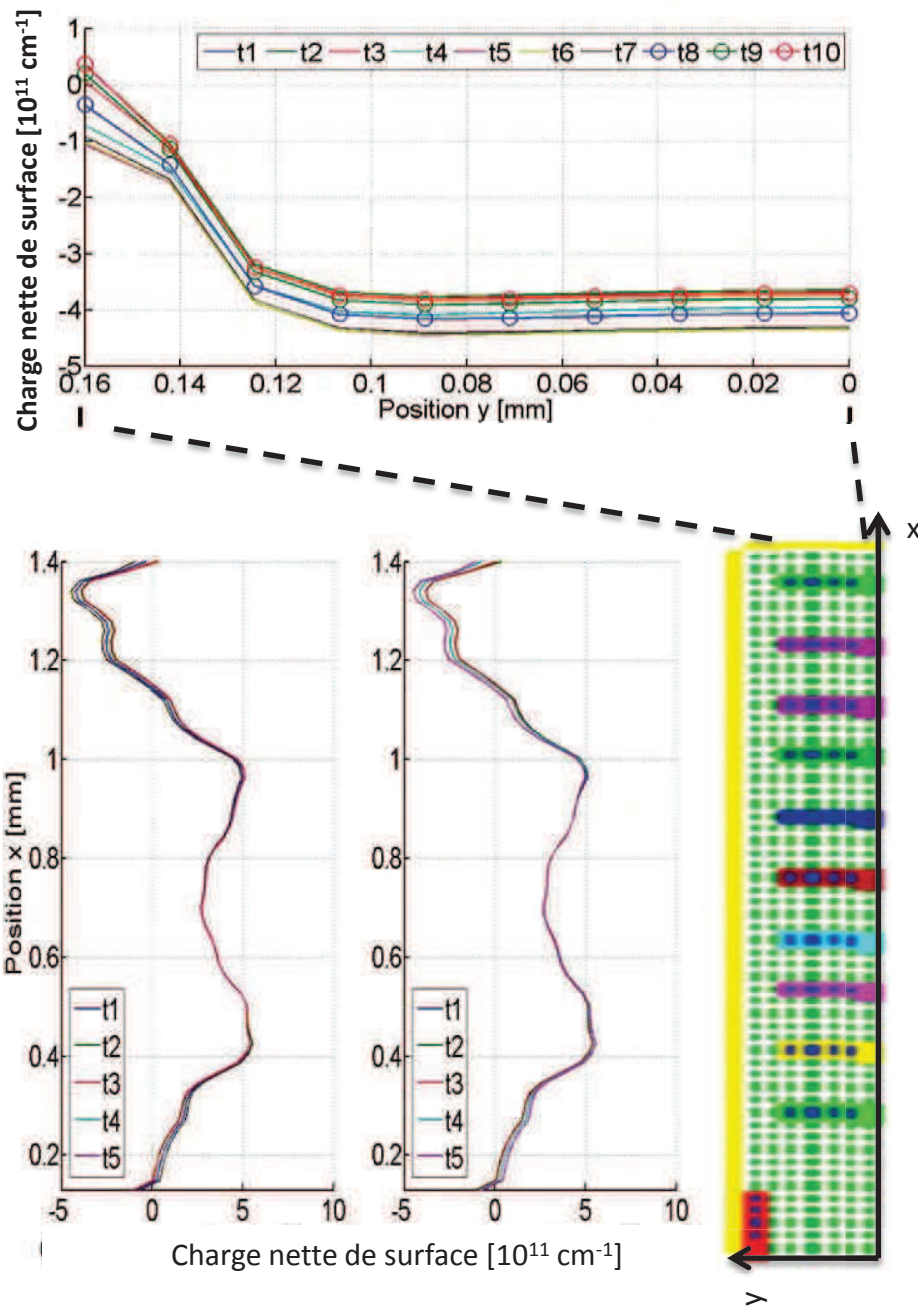 Charge nette de surface [10¹¹ cm⁻¹]
1
0
-1
-2
-3
-4
-5
t1 t2 t3 t4 t5 t6 t7 t8 t9 t10
0.16 0.14 0.12 0.1 0.08 0.06 0.04 0.02 0
Position y [mm]
Position x [mm]
1.4
1.2
1
0.8
0.6
0.4
0.2
t1
t2
t3
t4
t5
-5 0 5 10
1.4
1.2
1
0.8
0.6
0.4
0.2
t1
t2
t3
t4
t5
-5 0 5 10
Charge nette de surface [10¹¹ cm⁻¹]
x
y